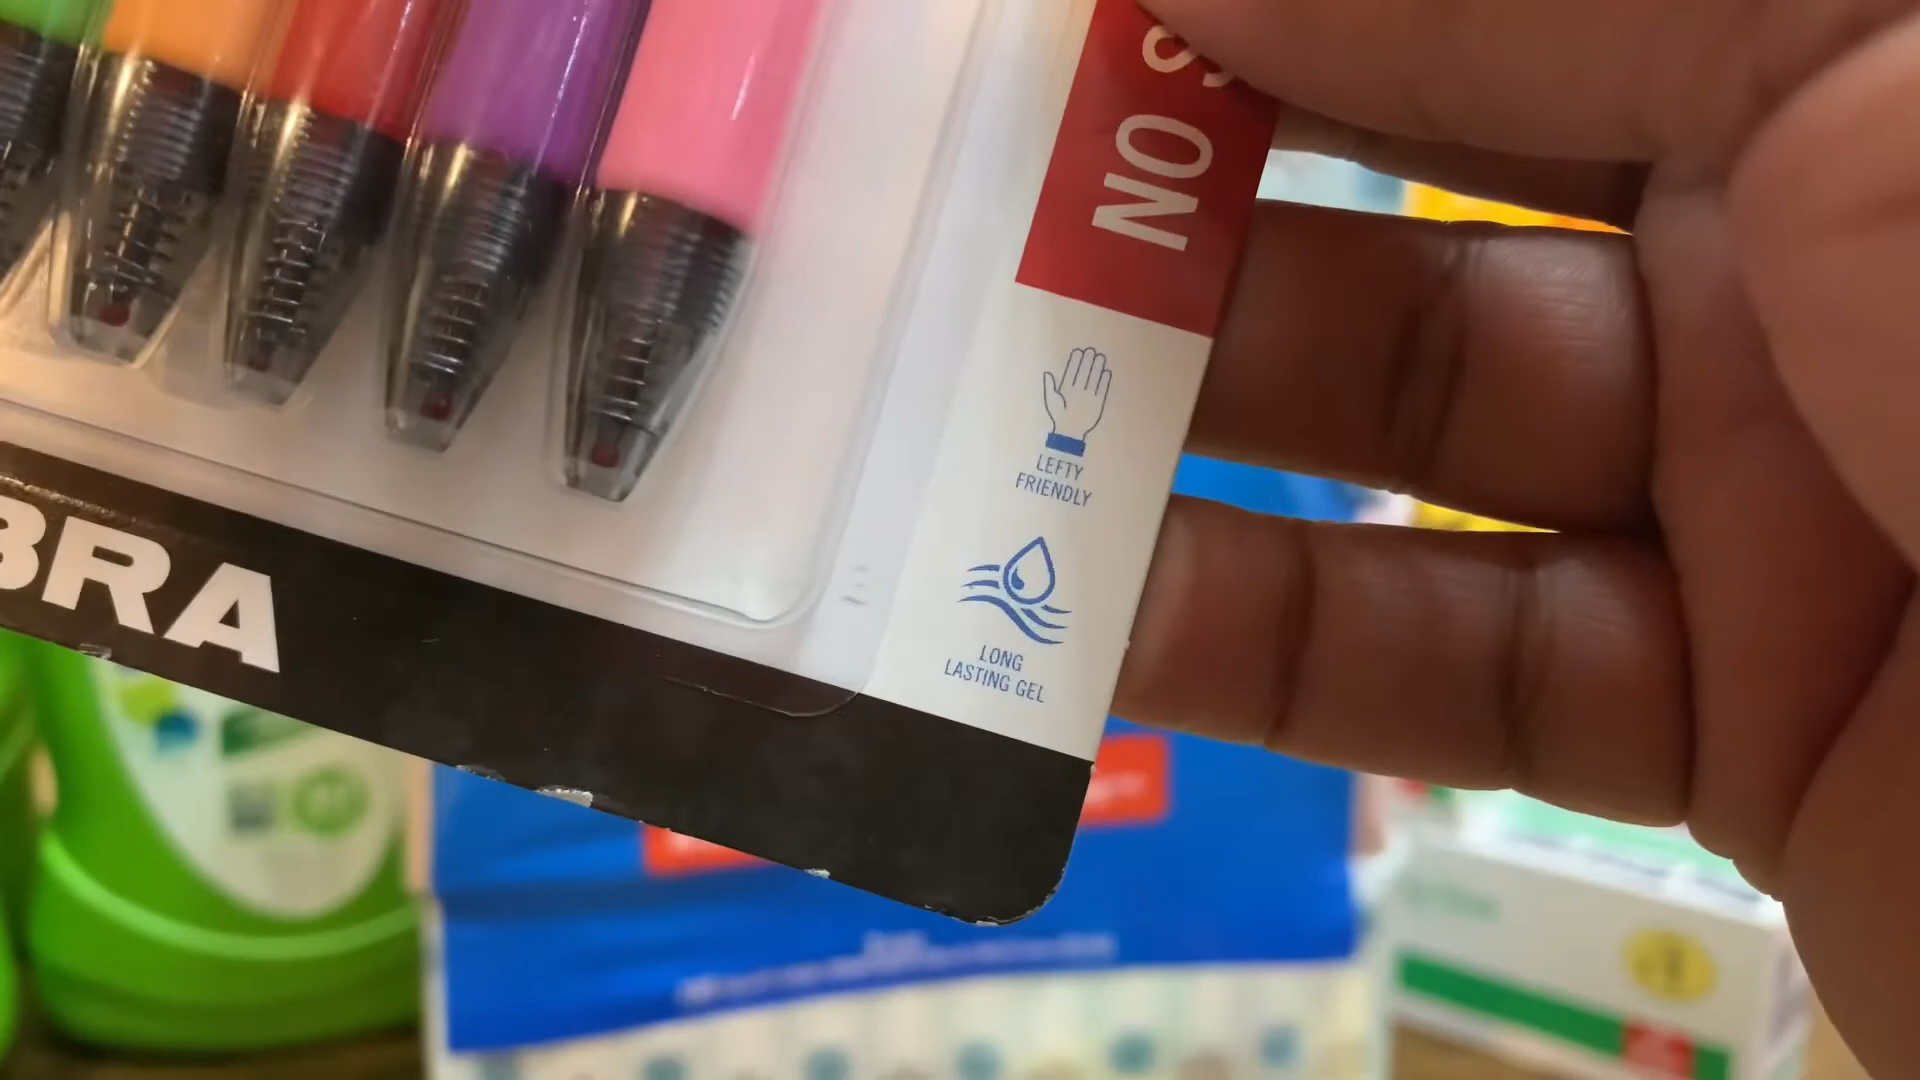 NO S
LEFTY
FRIENDLY
LONG
LASTING GEL
BRA